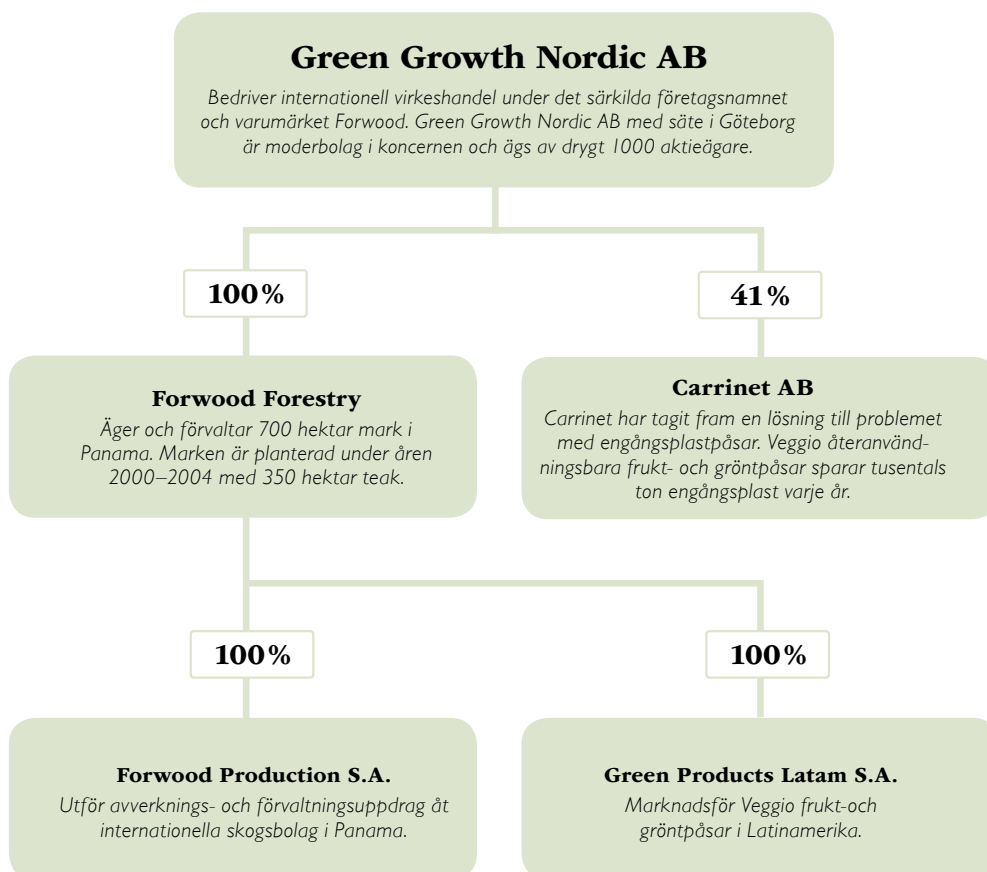 Green Growth Nordic AB
Bedriver internationell virkeshandel under det särkilda företagsnamnet
och varumärket Forwood. Green Growth Nordic AB med säte i Göteborg
är moderbolag i koncernen och ägs av drygt 1000 aktieägare.
100%
41%
Forwood Forestry
Äger och förvaltar 700 hektar mark i
Panama. Marken är planterad under åren
2000–2004 med 350 hektar teak.
Carrinet AB
Carrinet har tagit fram en lösning till problemet
med engångsplastpåsar. Veggio återanvänd-
ningsbara frukt- och gröntpåsar sparar tusentals
ton engångsplast varje år.
100%
100%
Forwood Production S.A.
Utför avverknings- och förvaltningsuppdrag åt
internationella skogsbolag i Panama.
Green Products Latam S.A.
Marknadsför Veggio frukt-och
gröntpåsar i Latinamerika.